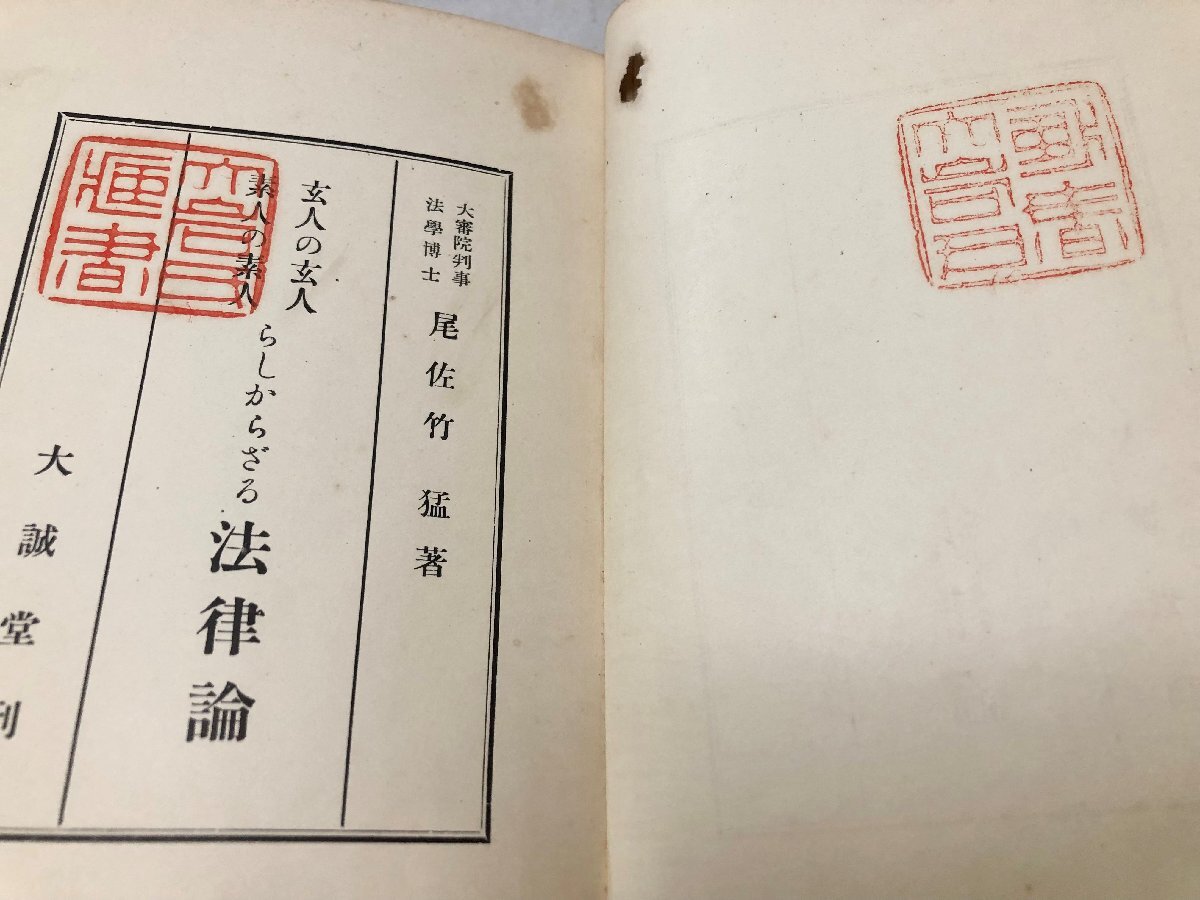 大審院判事
法學博士
尾佐竹猛著
玄人の玄人
素人の素人
らしからざる
法律論
大誠堂刊